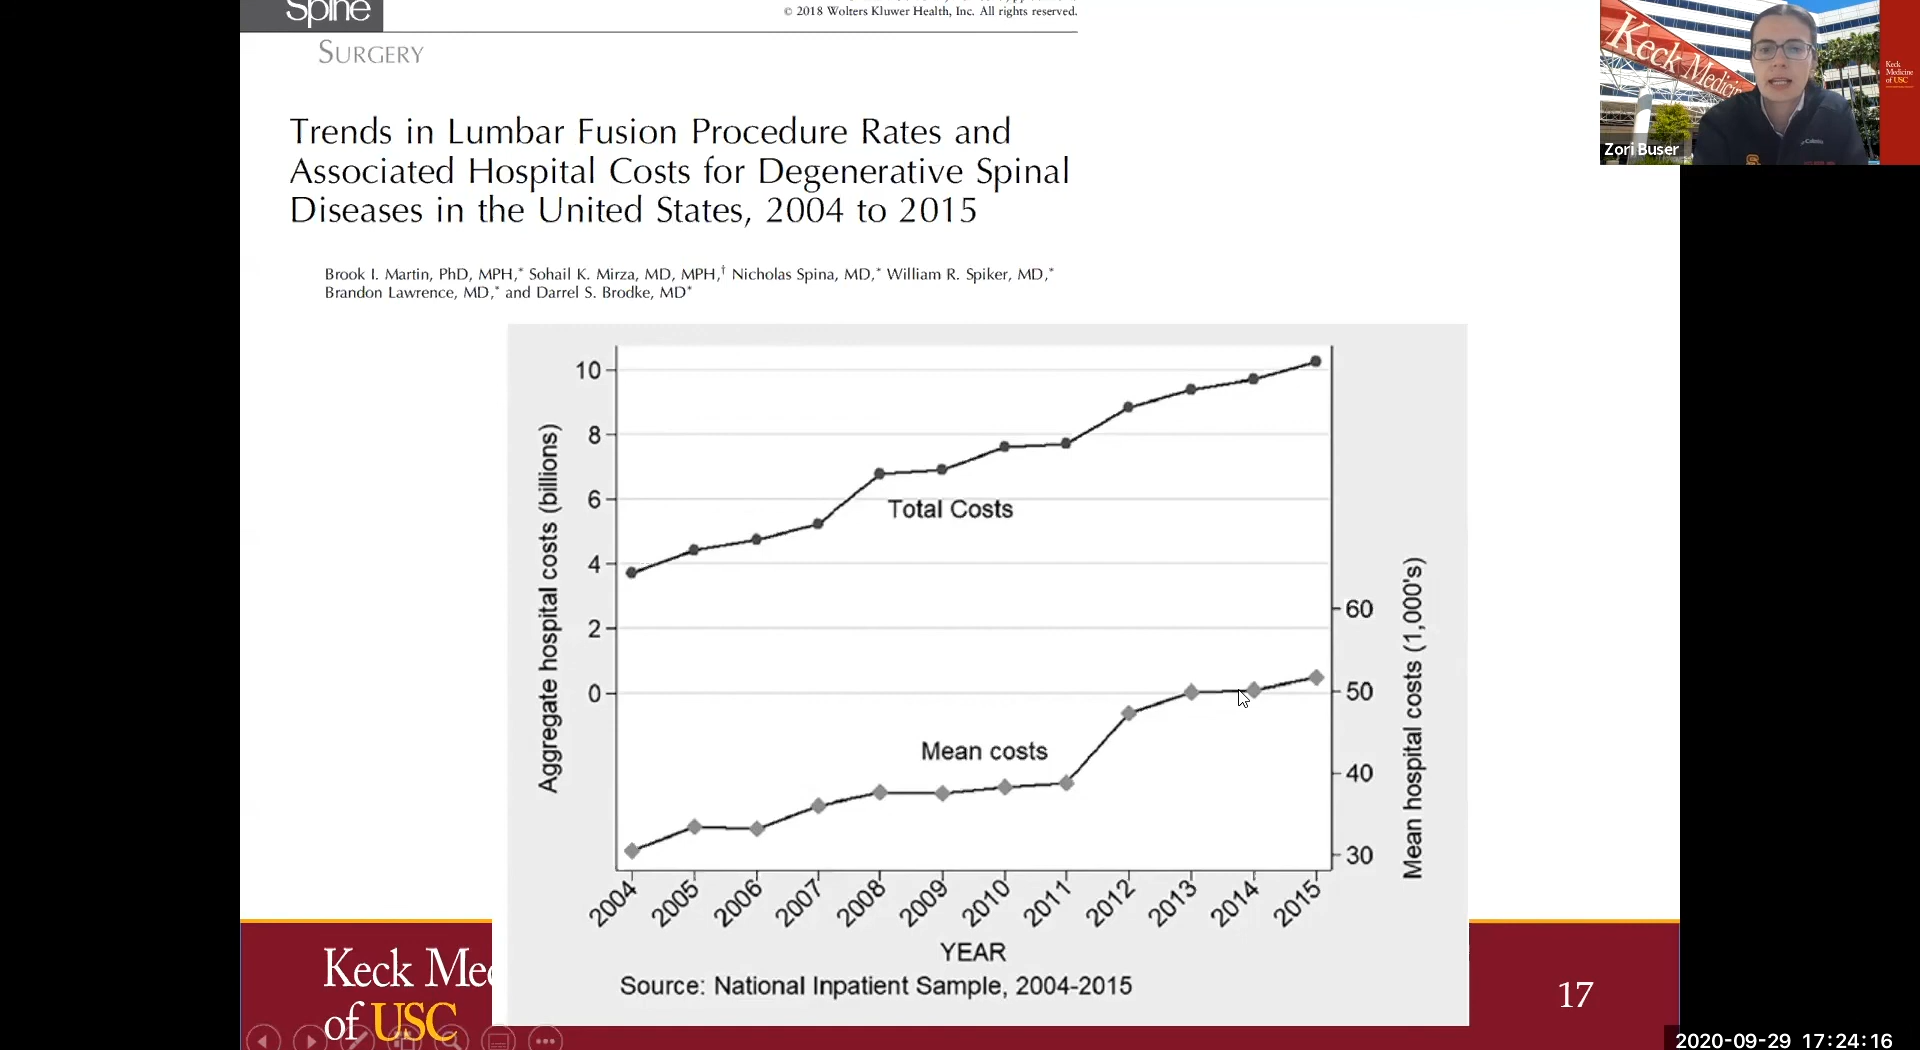 Spine
© 2018 Wolters Kluwer Health, Inc. All rights reserved.
SURGERY
Trends in Lumbar Fusion Procedure Rates and
Associated Hospital Costs for Degenerative Spinal
Diseases in the United States, 2004 to 2015
Brook I. Martin, PhD, MPH,* Sohail K. Mirza, MD, MPH,† Nicholas Spina, MD,* William R. Spiker, MD,*
Brandon Lawrence, MD,* and Darrel S. Brodke, MD*
Keck Medicin
Keck
Medicine
of USC
Columbia
Zori Buser
Aggregate hospital costs (billions)
10
8
6
4
2
0
Total Costs
Mean costs
60
50
40
30
Mean hospital costs (1,000's)
2004 2005 2006 2007 2008 2009 2010 2011 2012 2013 2014 2015
YEAR
Source: National Inpatient Sample, 2004-2015
Keck Me
of USC
17
2020-09-29 17:24:16